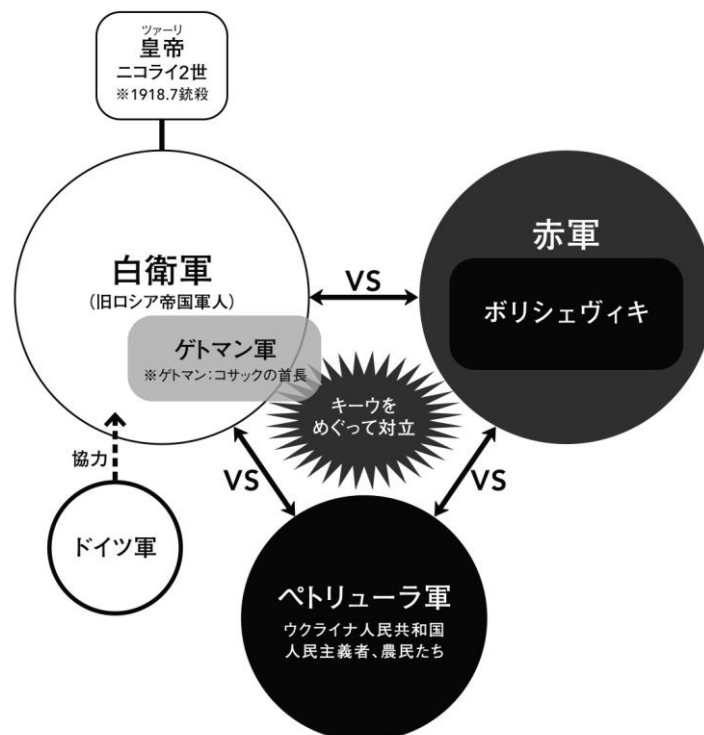 ツァーリ
皇帝
ニコライ2世
※1918.7銃殺
白衛軍
(旧ロシア帝国軍人)
VS
赤軍
ボリシェヴィキ
ゲトマン軍
※ゲトマン:コサックの首長
キーウを
めぐって対立
協力
VS
VS
ドイツ軍
ペトリューラ軍
ウクライナ人民共和国
人民主義者、農民たち